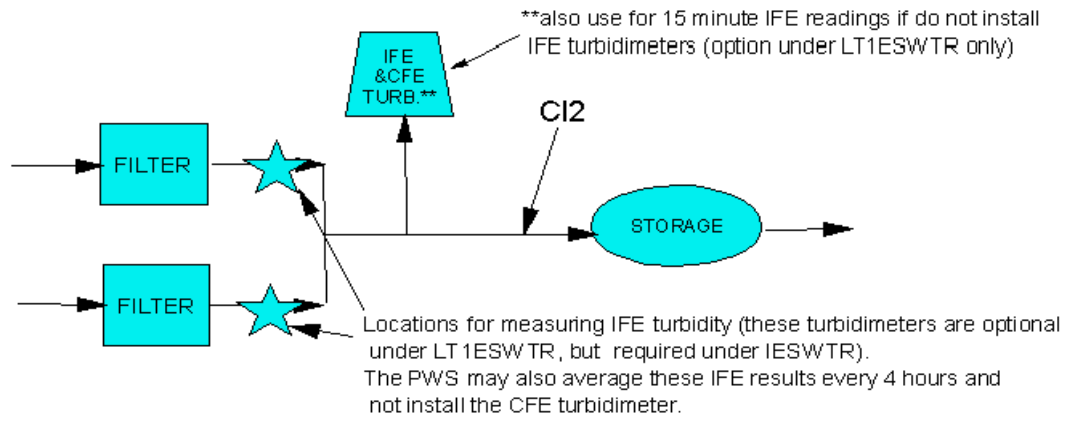 **also use for 15 minute IFE readings if do not install
IFE turbidimeters (option under LT1ESWTR only)
IFE
&CFE
TURB.**
Cl2
FILTER
STORAGE
FILTER
Locations for measuring IFE turbidity (these turbidimeters are optional
under LT1ESWTR, but required under IESWTR).
The PWS may also average these IFE results every 4 hours and
not install the CFE turbidimeter.